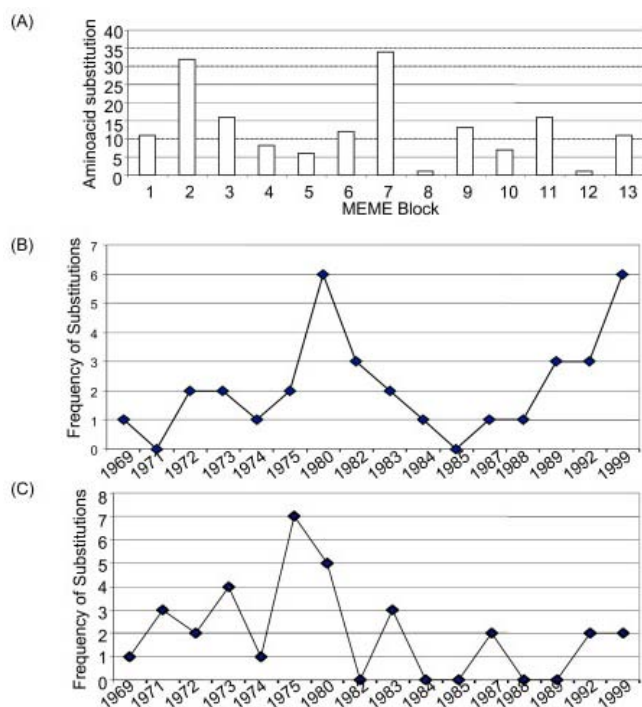 (A)
Aminoacid substitution
40
35
30
25
20
15
10
5
0
1 2 3 4 5 6 7 8 9 10 11 12 13
MEME Block
(B)
Frequency of Substitutions
7
6
5
4
3
2
1
0
1969 1977 1972 1973 1974 1975 1980 1982 1983 1984 1985 1987 1988 1989 1992 1999
(C)
Frequency of Substitutions
8
7
6
5
4
3
2
1
0
1969 1971 1972 1973 1974 1975 1980 1982 1983 1984 1985 1987 1988 1989 1992 1999